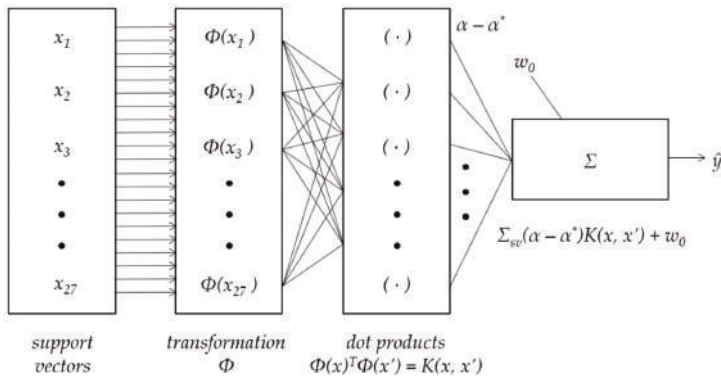 x₁
x₂
x₃
x₂₇
support
vectors
Φ(x₁)
Φ(x₂)
Φ(x₃)
Φ(x₂₇)
transformation
Φ
(·)
(·)
(·)
(·)
dot products
Φ(x)ᵀΦ(x′) = K(x, x′)
α – α*
w₀
Σ
ŷ
Σₛᵥ(α – α*)K(x, x′) + w₀